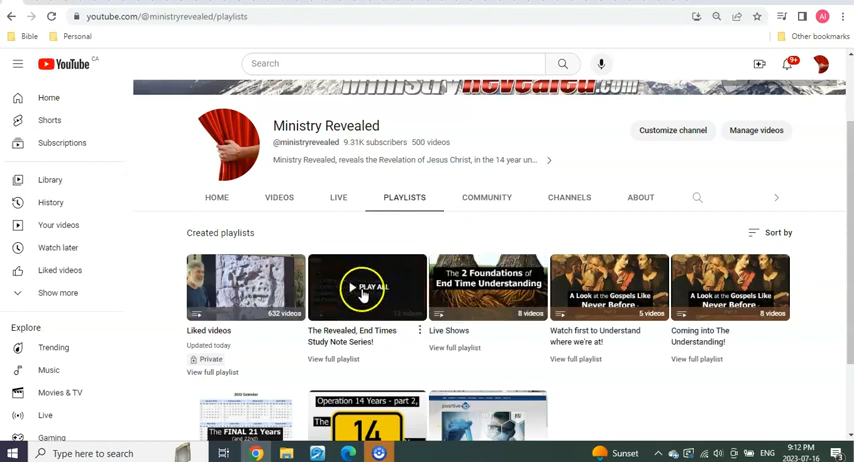 youtube.com/@ministryrevealed/playlists
Bible
Personal
Other bookmarks
YouTube CA
Search
9+
AI
ministryRevealed.com
Home
Shorts
Subscriptions
Library
History
Your videos
Watch later
Liked videos
Show more
Explore
Trending
Music
Movies & TV
Live
Gaming
Ministry Revealed
@ministryrevealed 9.31K subscribers 500 videos
Ministry Revealed, reveals the Revelation of Jesus Christ, in the 14 year un...
Customize channel
Manage videos
HOME
VIDEOS
LIVE
PLAYLISTS
COMMUNITY
CHANNELS
ABOUT
Created playlists
Sort by
632 videos
Liked videos
Updated today
Private
View full playlist
PLAY ALL
The Revealed, End Times
Study Note Series!
View full playlist
The 2 Foundations of
End Time Understanding
8 videos
Live Shows
View full playlist
A Look at the Gospels Like
Never Before
5 videos
Watch first to Understand
where we're at!
View full playlist
A Look at the Gospels Like
Never Before
8 videos
Coming into The
Understanding!
View full playlist
The FINAL 21 Years
(and 22nd)
Operation 14 Years - part 2,
The
14
Type here to search
Sunset
ENG
9:12 PM
2023-07-16
3